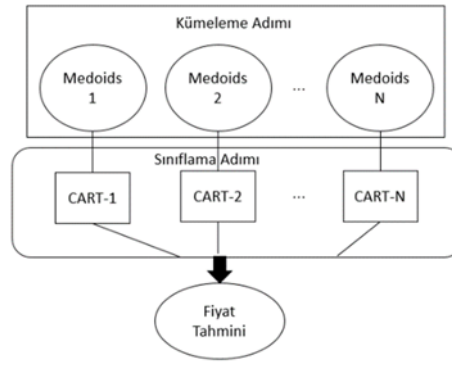 Kümeleme Adımı
Medoids
1
Medoids
2
...
Medoids
N
Sınıflama Adımı
CART-1
CART-2
...
CART-N
Fiyat
Tahmini